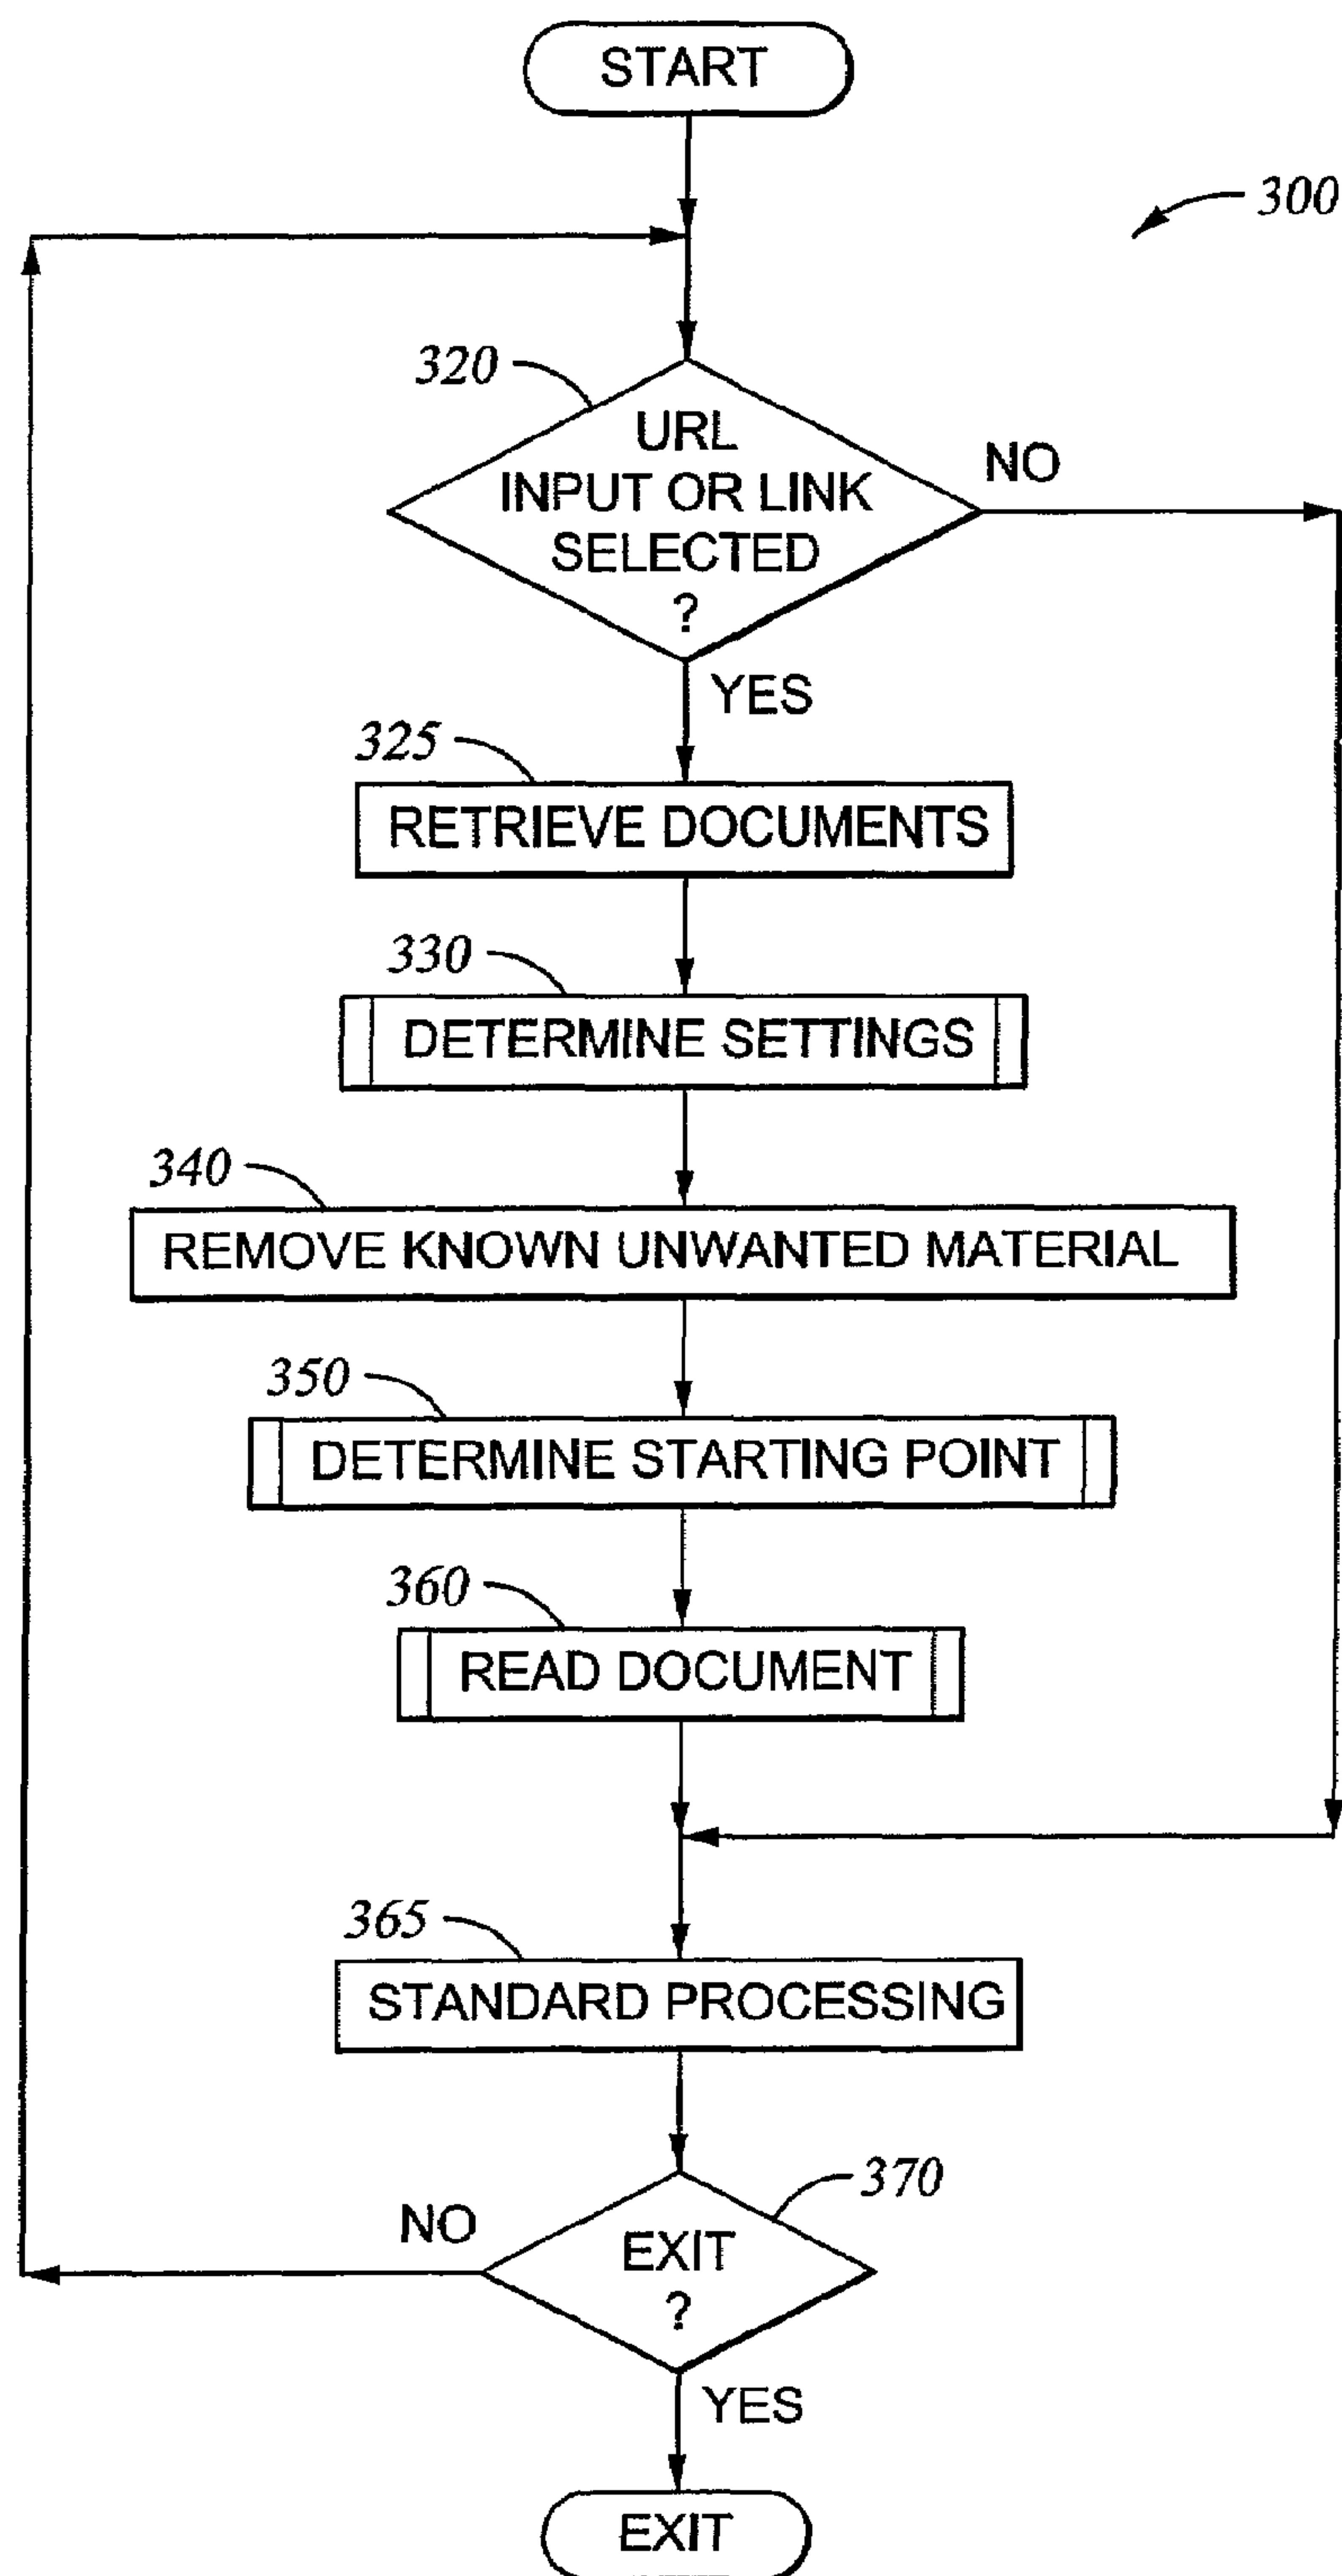 START
300
320
URL
INPUT OR LINK
SELECTED
?
NO
YES
325
RETRIEVE DOCUMENTS
330
DETERMINE SETTINGS
340
REMOVE KNOWN UNWANTED MATERIAL
350
DETERMINE STARTING POINT
360
READ DOCUMENT
365
STANDARD PROCESSING
370
NO
EXIT
?
YES
EXIT